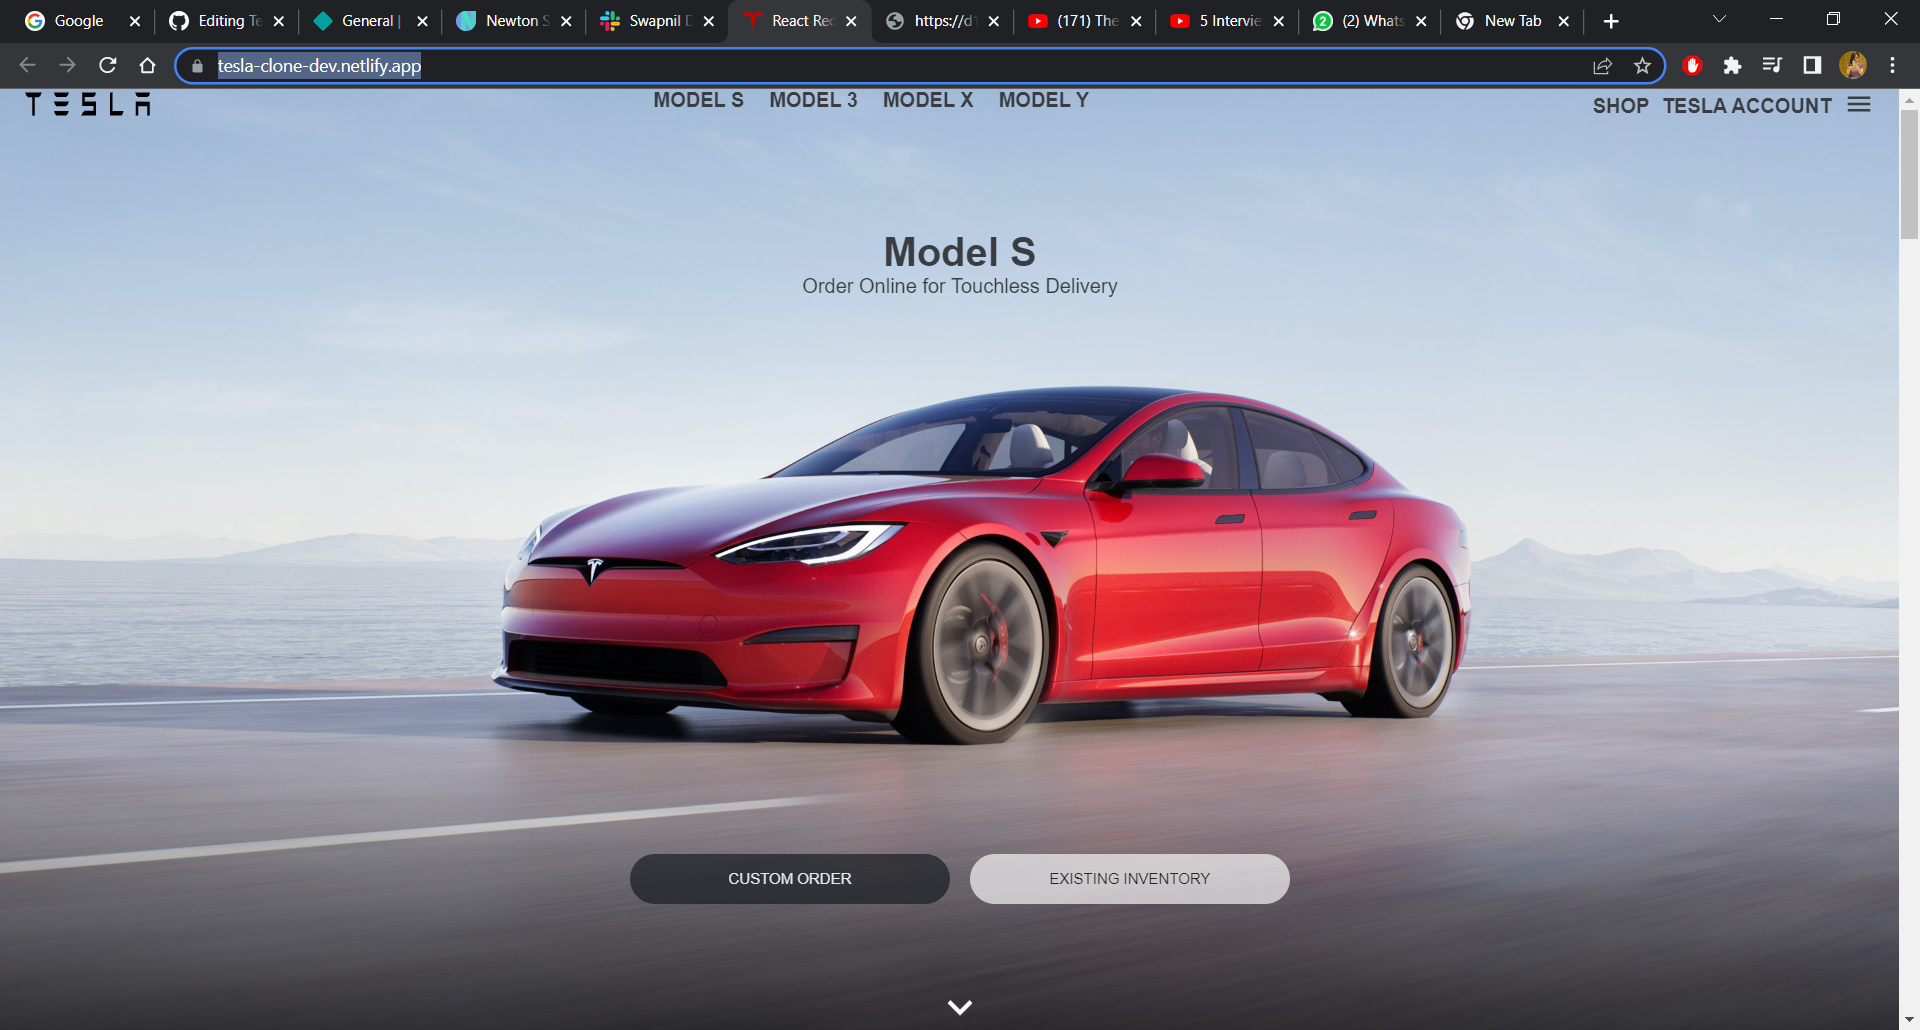 Google
Editing Te
General |
Newton S
Swapnil D
React Rec
https://d1
(171) The
5 Intervie
(2) Whats
New Tab
tesla-clone-dev.netlify.app
TESLA
MODEL S MODEL 3 MODEL X MODEL Y
SHOP TESLA ACCOUNT
Model S
Order Online for Touchless Delivery
CUSTOM ORDER
EXISTING INVENTORY